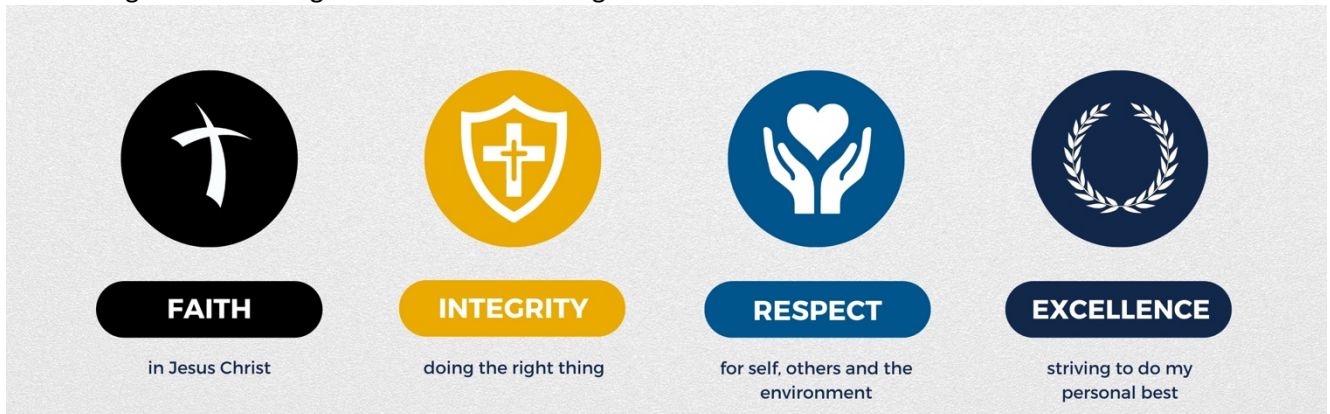 FAITH
in Jesus Christ
INTEGRITY
doing the right thing
RESPECT
for self, others and the
environment
EXCELLENCE
striving to do my
personal best